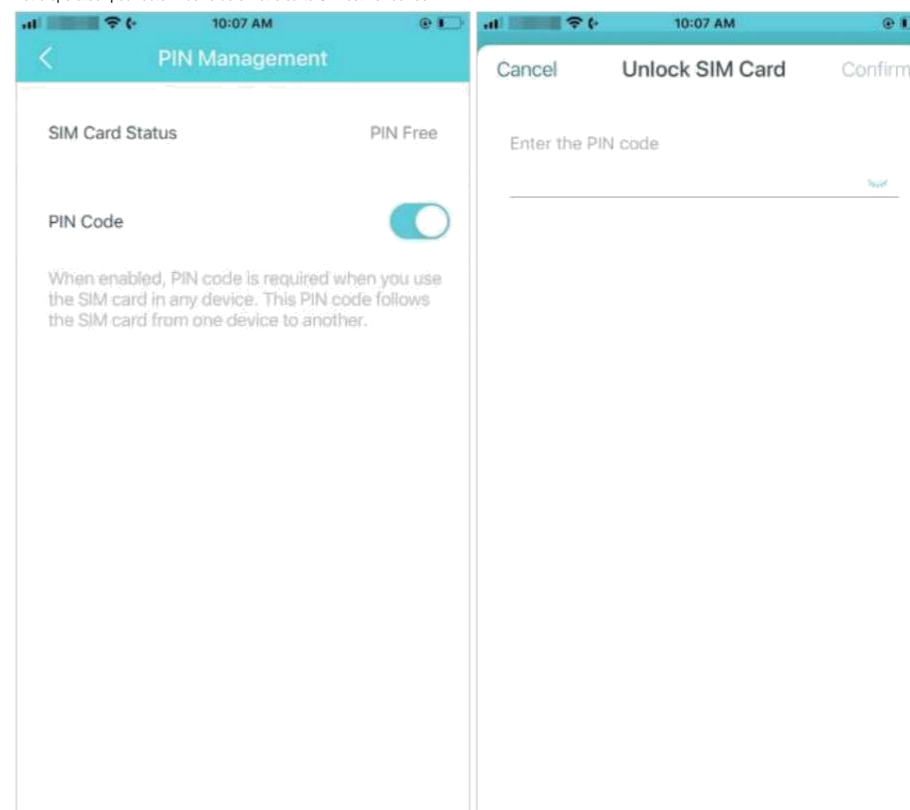 10:07 AM
PIN Management
SIM Card Status PIN Free
PIN Code
When enabled, PIN code is required when you use
the SIM card in any device. This PIN code follows
the SIM card from one device to another.
10:07 AM
Cancel Unlock SIM Card Confirm
Enter the PIN code